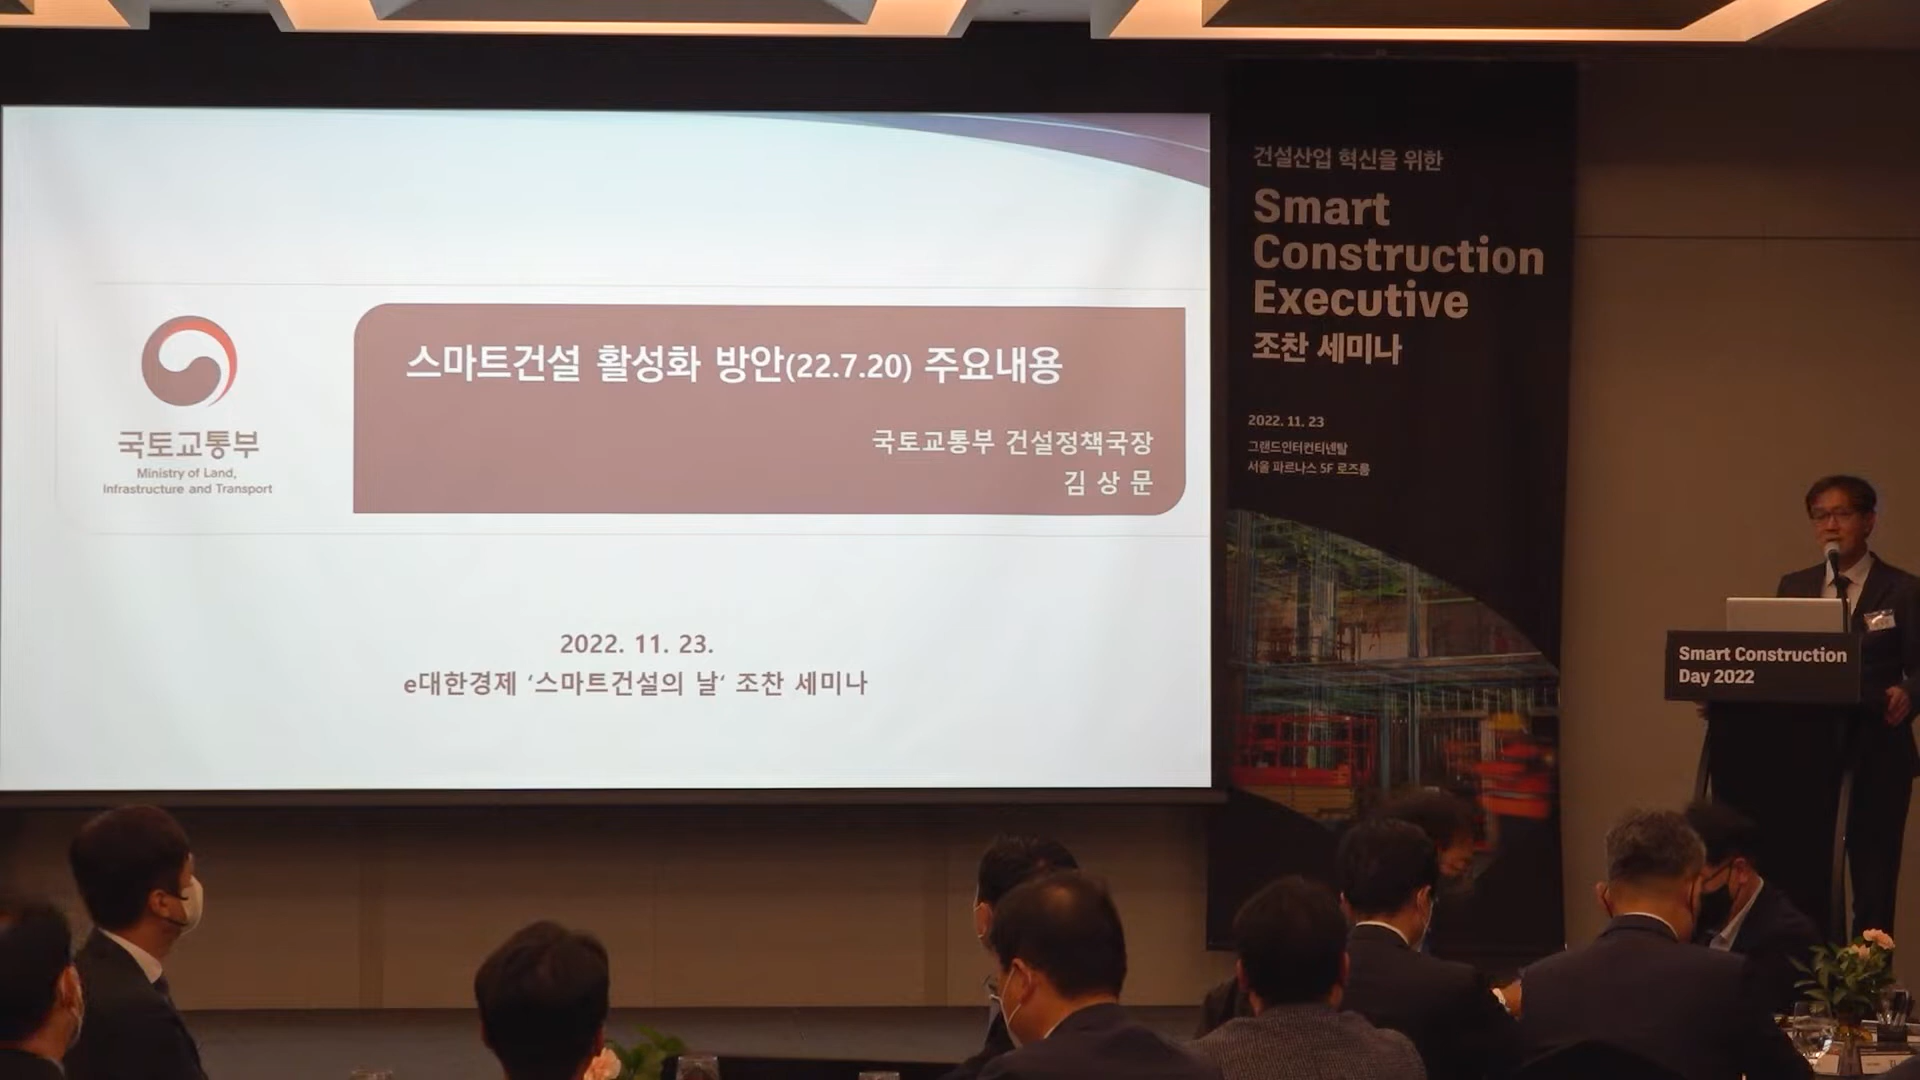 국토교통부
Ministry of Land,
Infrastructure and Transport
스마트건설 활성화 방안(22.7.20) 주요내용
국토교통부 건설정책국장
김 상 문
2022. 11. 23.
e대한경제 ‘스마트건설의 날‘ 조찬 세미나
건설산업 혁신을 위한
Smart
Construction
Executive
조찬 세미나
2022. 11. 23
그랜드인터컨티넨탈
서울 파르나스 5F 로즈룸
Smart Construction
Day 2022